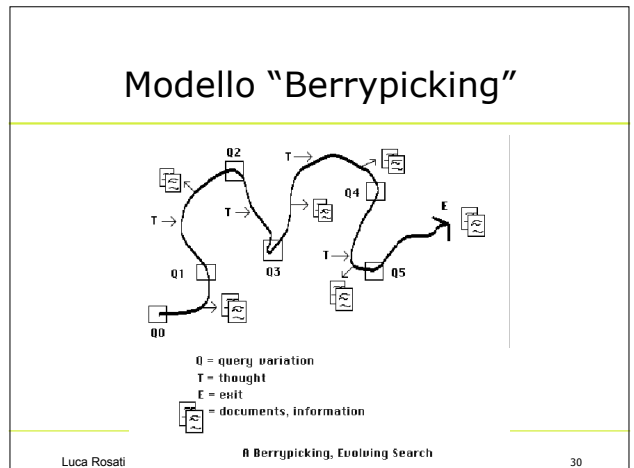 Modello “Berrypicking”
Q2
T
Q4
E
T
T
Q3
T
Q1
Q5
Q0
Q = query variation
T = thought
E = exit
= documents, information
A Berrypicking, Evolving Search
Luca Rosati
30